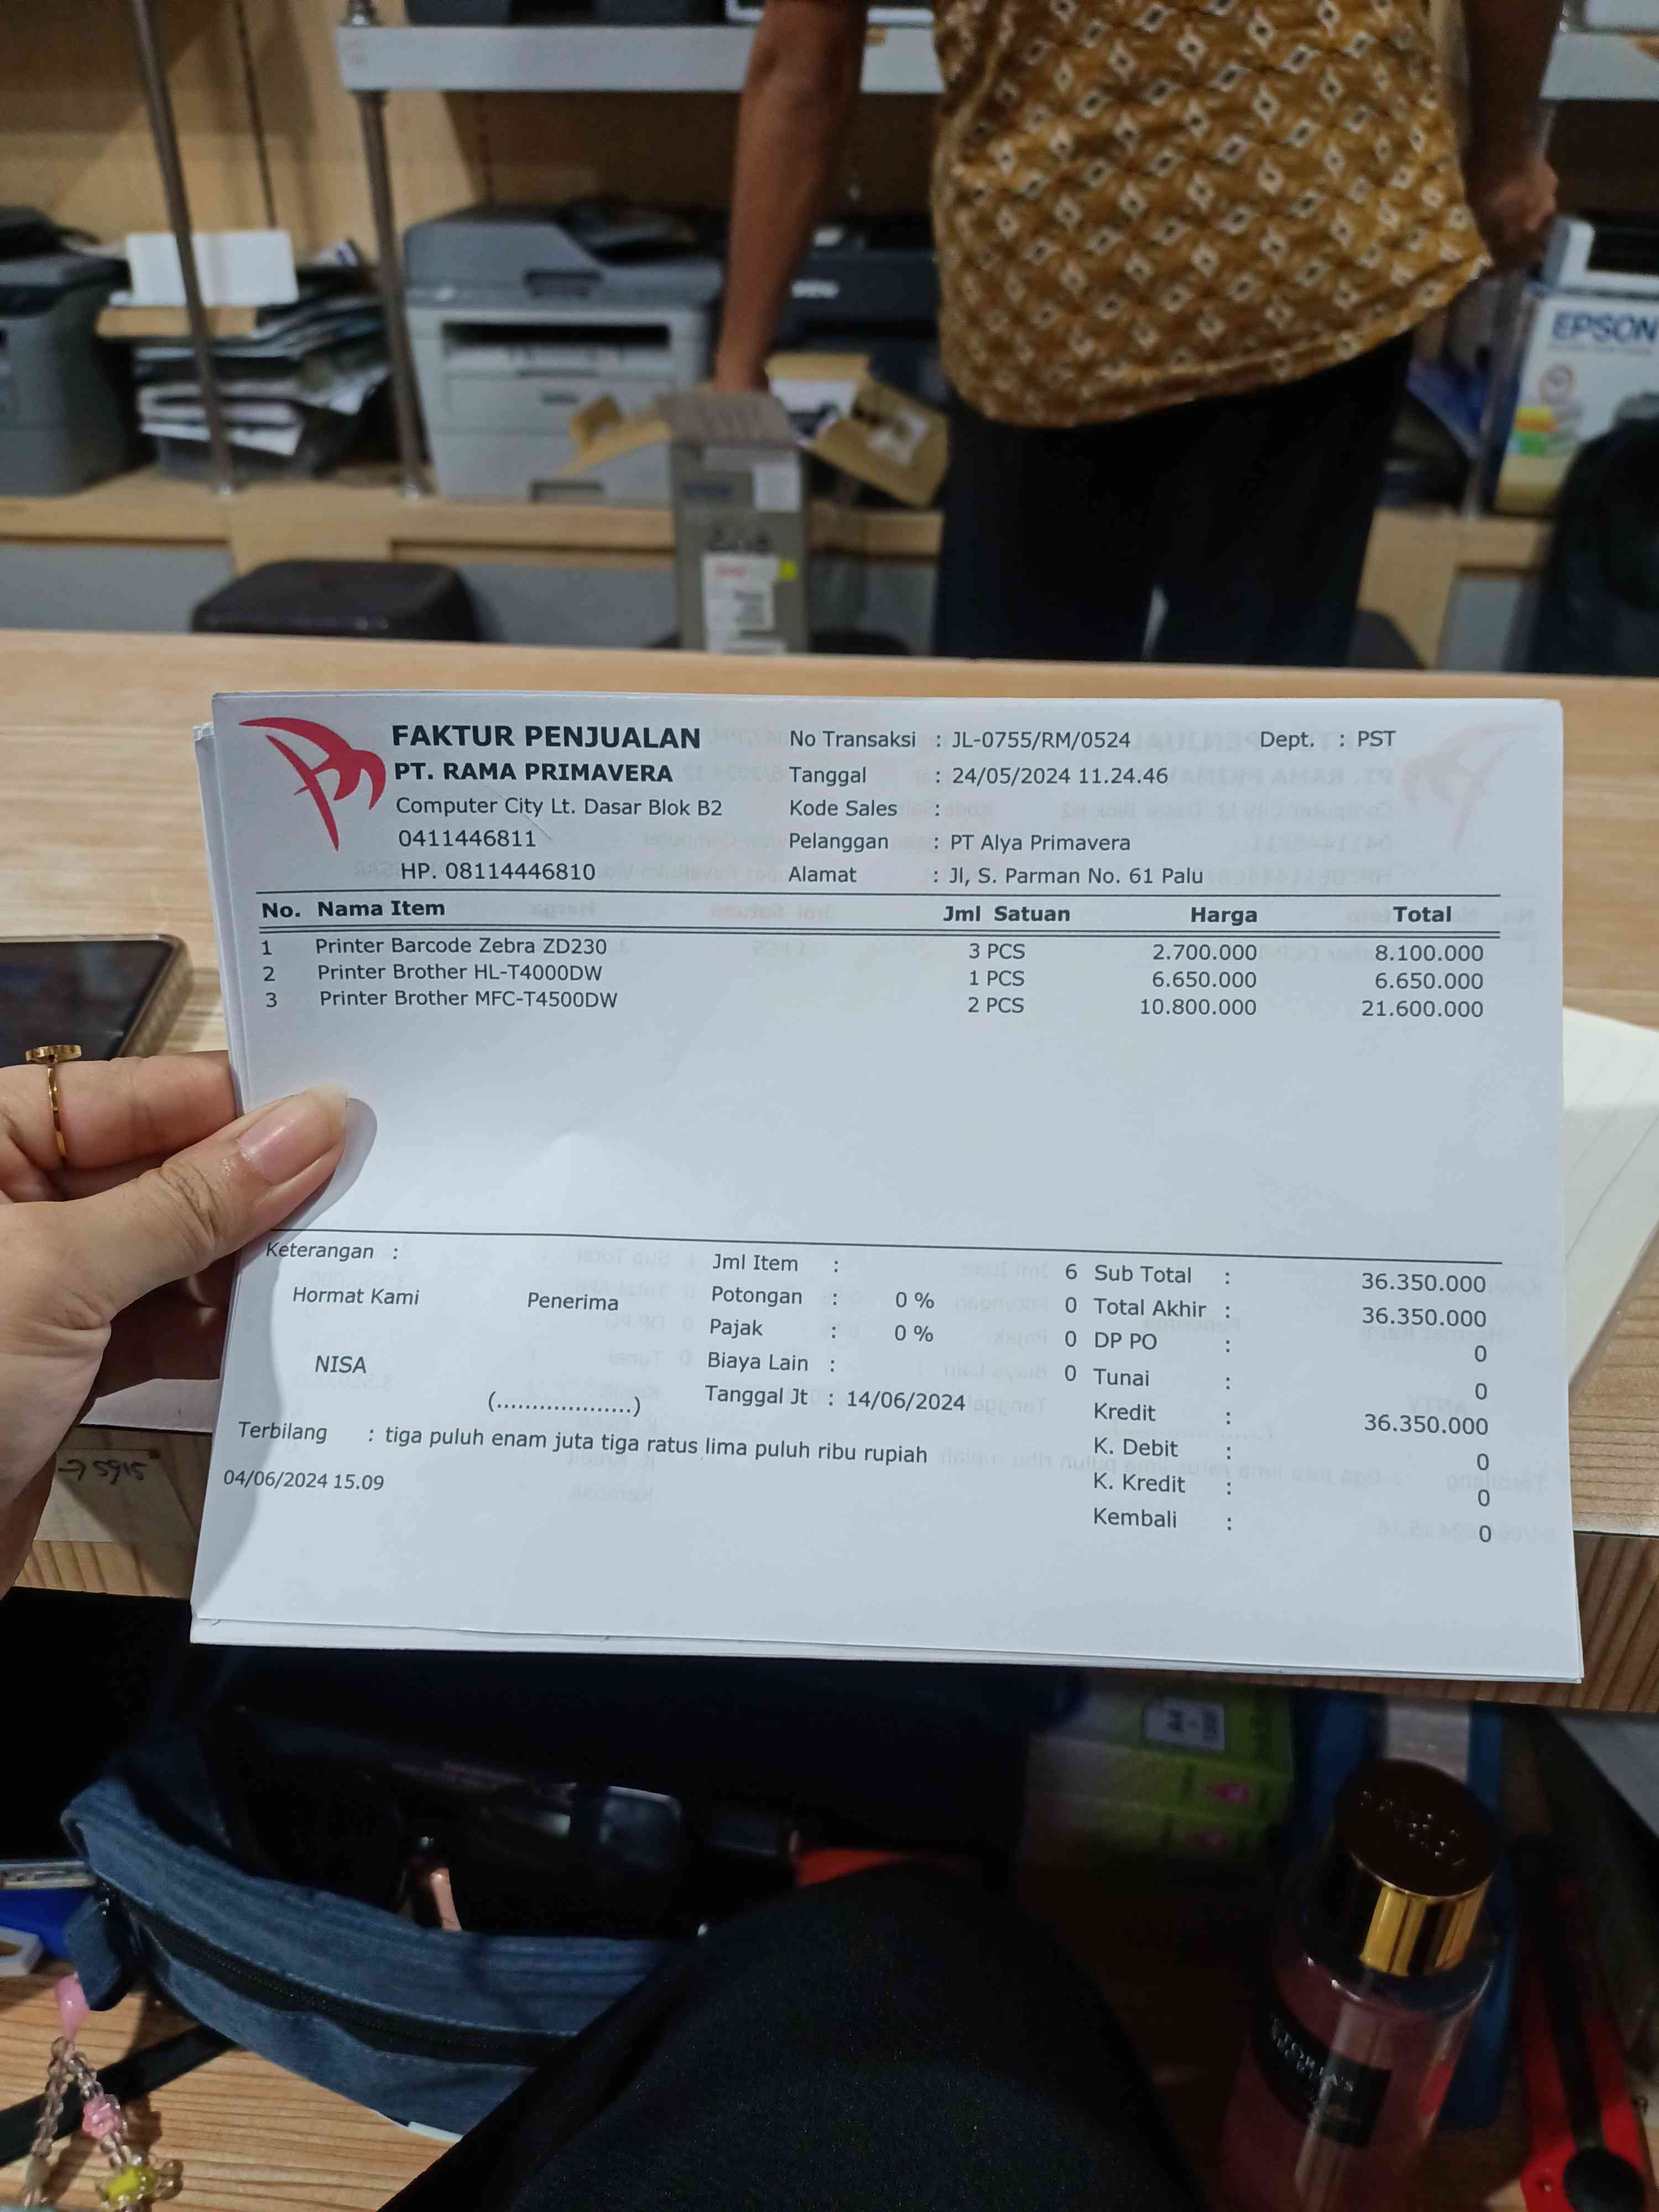 EPSON
FAKTUR PENJUALAN
PT. RAMA PRIMAVERA
Computer City Lt. Dasar Blok B2
0411446811
HP. 08114446810
No Transaksi : JL-0755/RM/0524 Dept. : PST
Tanggal : 24/05/2024 11.24.46
Kode Sales :
Pelanggan : PT Alya Primavera
Alamat : Jl, S. Parman No. 61 Palu
No. Nama Item Jml Satuan Harga Total
1 Printer Barcode Zebra ZD230 3 PCS 2.700.000 8.100.000
2 Printer Brother HL-T4000DW 1 PCS 6.650.000 6.650.000
3 Printer Brother MFC-T4500DW 2 PCS 10.800.000 21.600.000
Keterangan :
Hormat Kami Penerima
NISA
(...................)
Jml Item : 6
Potongan : 0 % 0
Pajak : 0 % 0
Biaya Lain : 0
Tanggal Jt : 14/06/2024
Sub Total : 36.350.000
Total Akhir : 36.350.000
DP PO : 0
Tunai : 0
Kredit : 36.350.000
K. Debit : 0
K. Kredit : 0
Kembali : 0
Terbilang : tiga puluh enam juta tiga ratus lima puluh ribu rupiah
04/06/2024 15.09
→ 5915